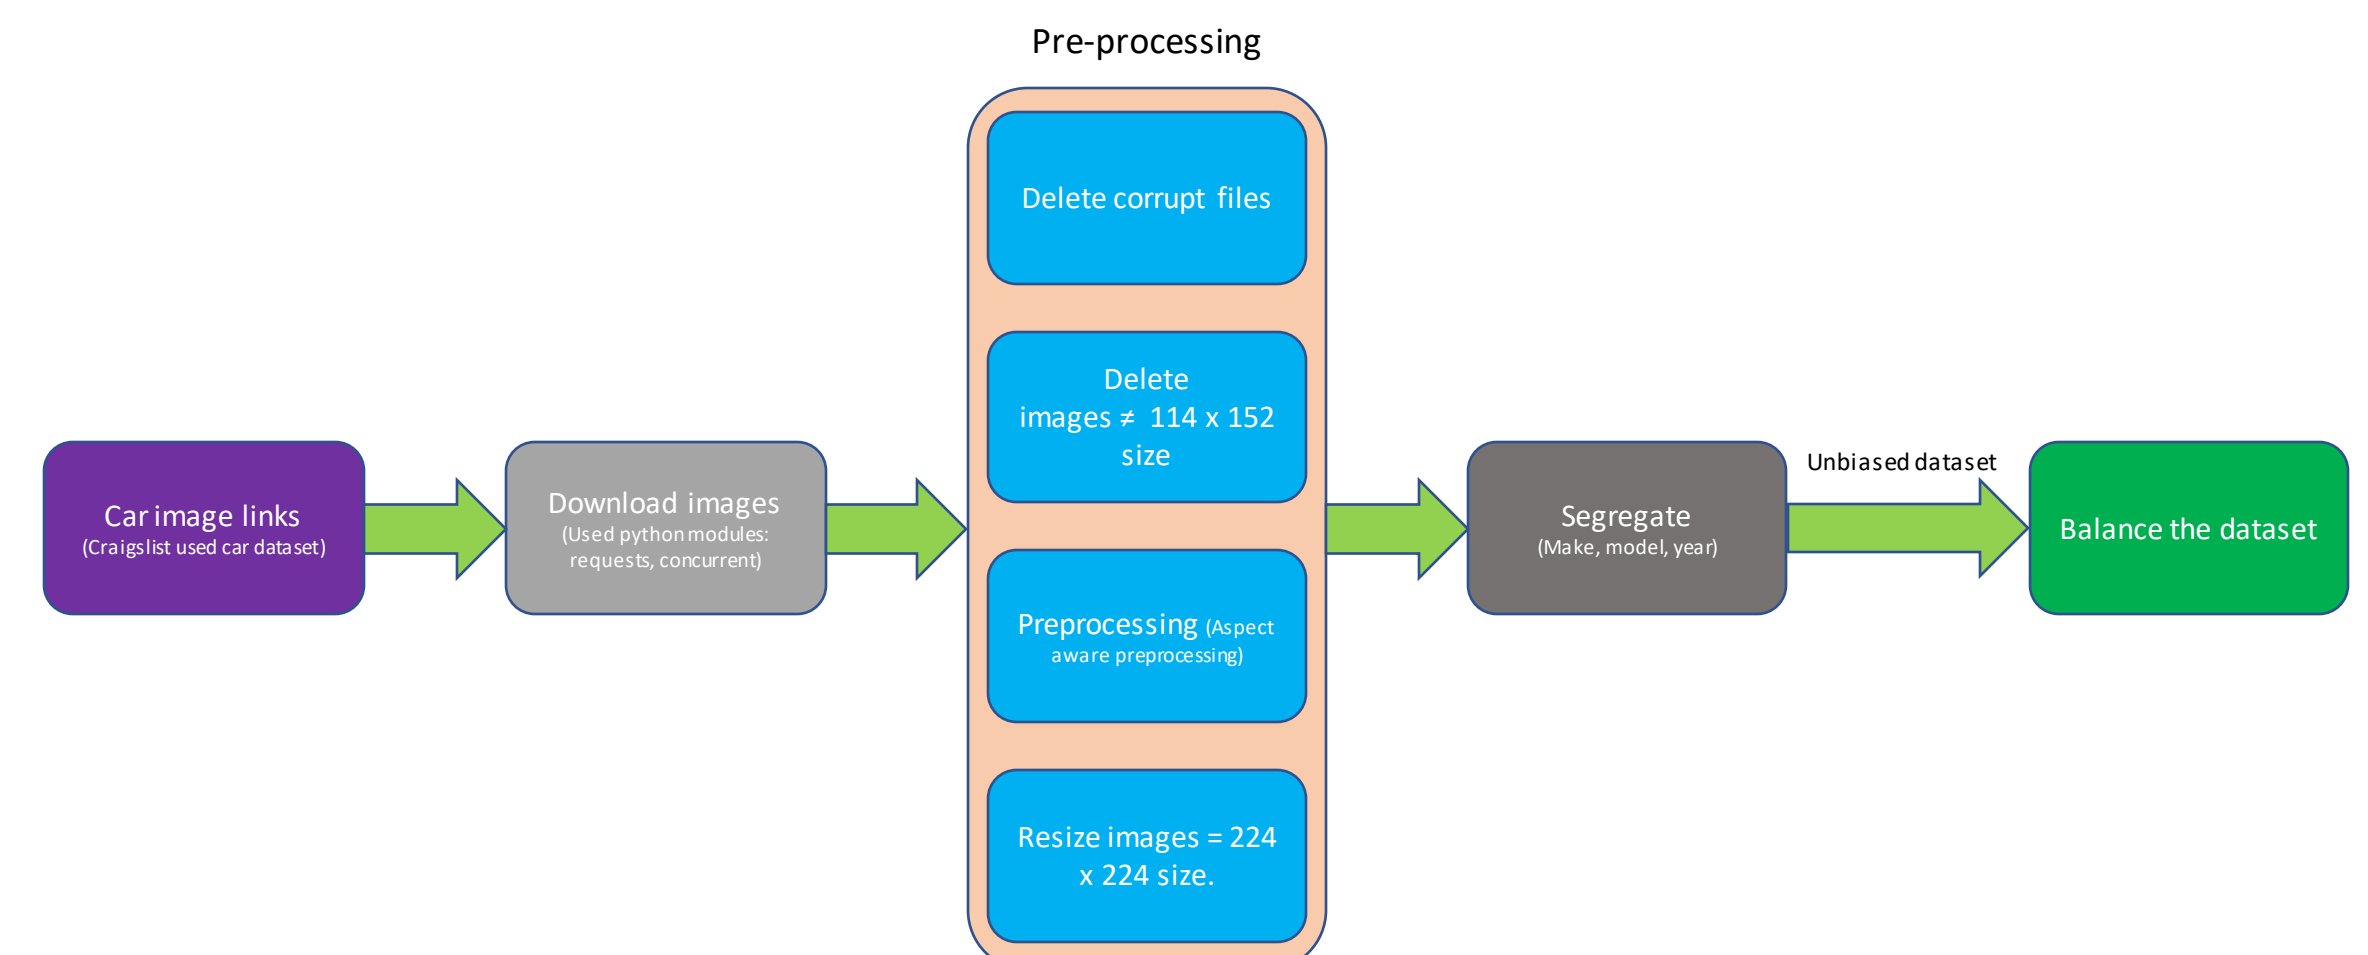 Pre-processing
Car image links
(Craigslist used car dataset)
Download images
(Used python modules:
requests, concurrent)
Delete corrupt files
Delete
images ≠ 114 x 152
size
Preprocessing (Aspect
aware preprocessing)
Resize images = 224
x 224 size.
Segregate
(Make, model, year)
Unbiased dataset
Balance the dataset